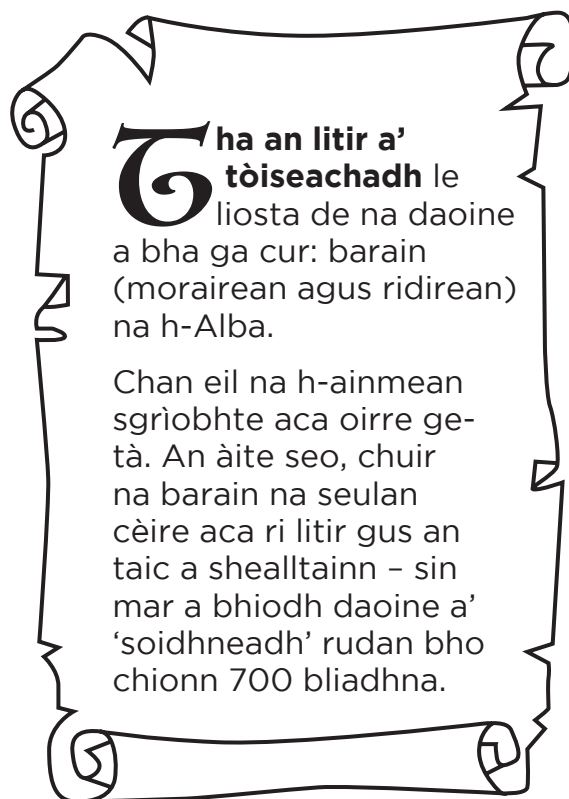 Tha an litir a’
tòiseachadh le
liosta de na daoine
a bha ga cur: barain
(morairean agus ridirean)
na h-Alba.
Chan eil na h-ainmean
sgrìobhte aca oirre ge-
tà. An àite seo, chuir
na barain na seulan
cèire aca ri litir gus an
taic a shealltainn – sin
mar a bhiodh daoine a’
‘soidhneadh’ rudan bho
chionn 700 bliadhna.